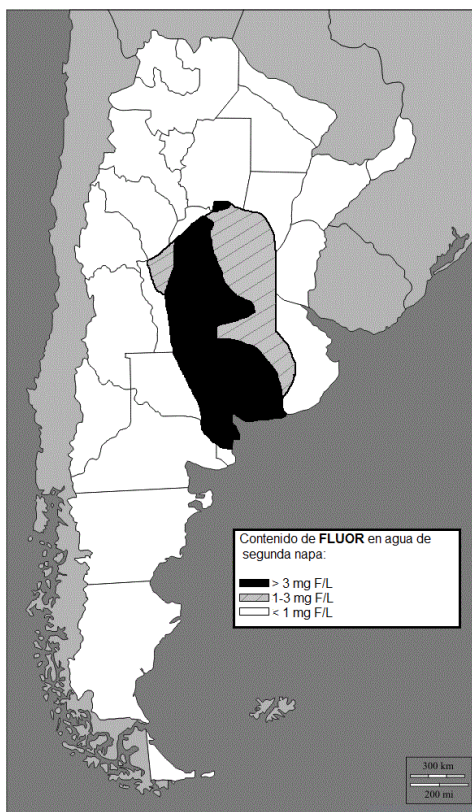 Contenido de FLUOR en agua de
segunda napa:
> 3 mg F/L
1-3 mg F/L
< 1 mg F/L
300 km
200 mi